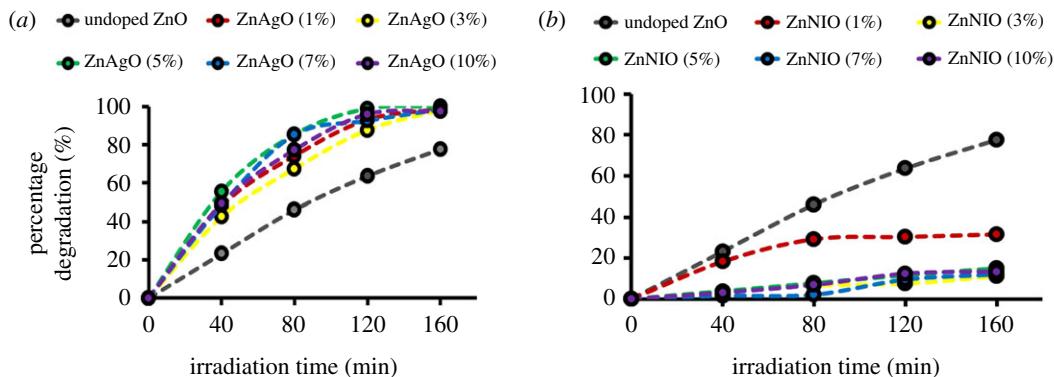 (a)
undoped ZnO
ZnAgO (1%)
ZnAgO (3%)
ZnAgO (5%)
ZnAgO (7%)
ZnAgO (10%)
percentage
degradation (%)
100
80
60
40
20
0
0
40
80
120
160
irradiation time (min)
(b)
undoped ZnO
ZnNIO (1%)
ZnNIO (3%)
ZnNIO (5%)
ZnNIO (7%)
ZnNIO (10%)
100
80
60
40
20
0
0
40
80
120
160
irradiation time (min)